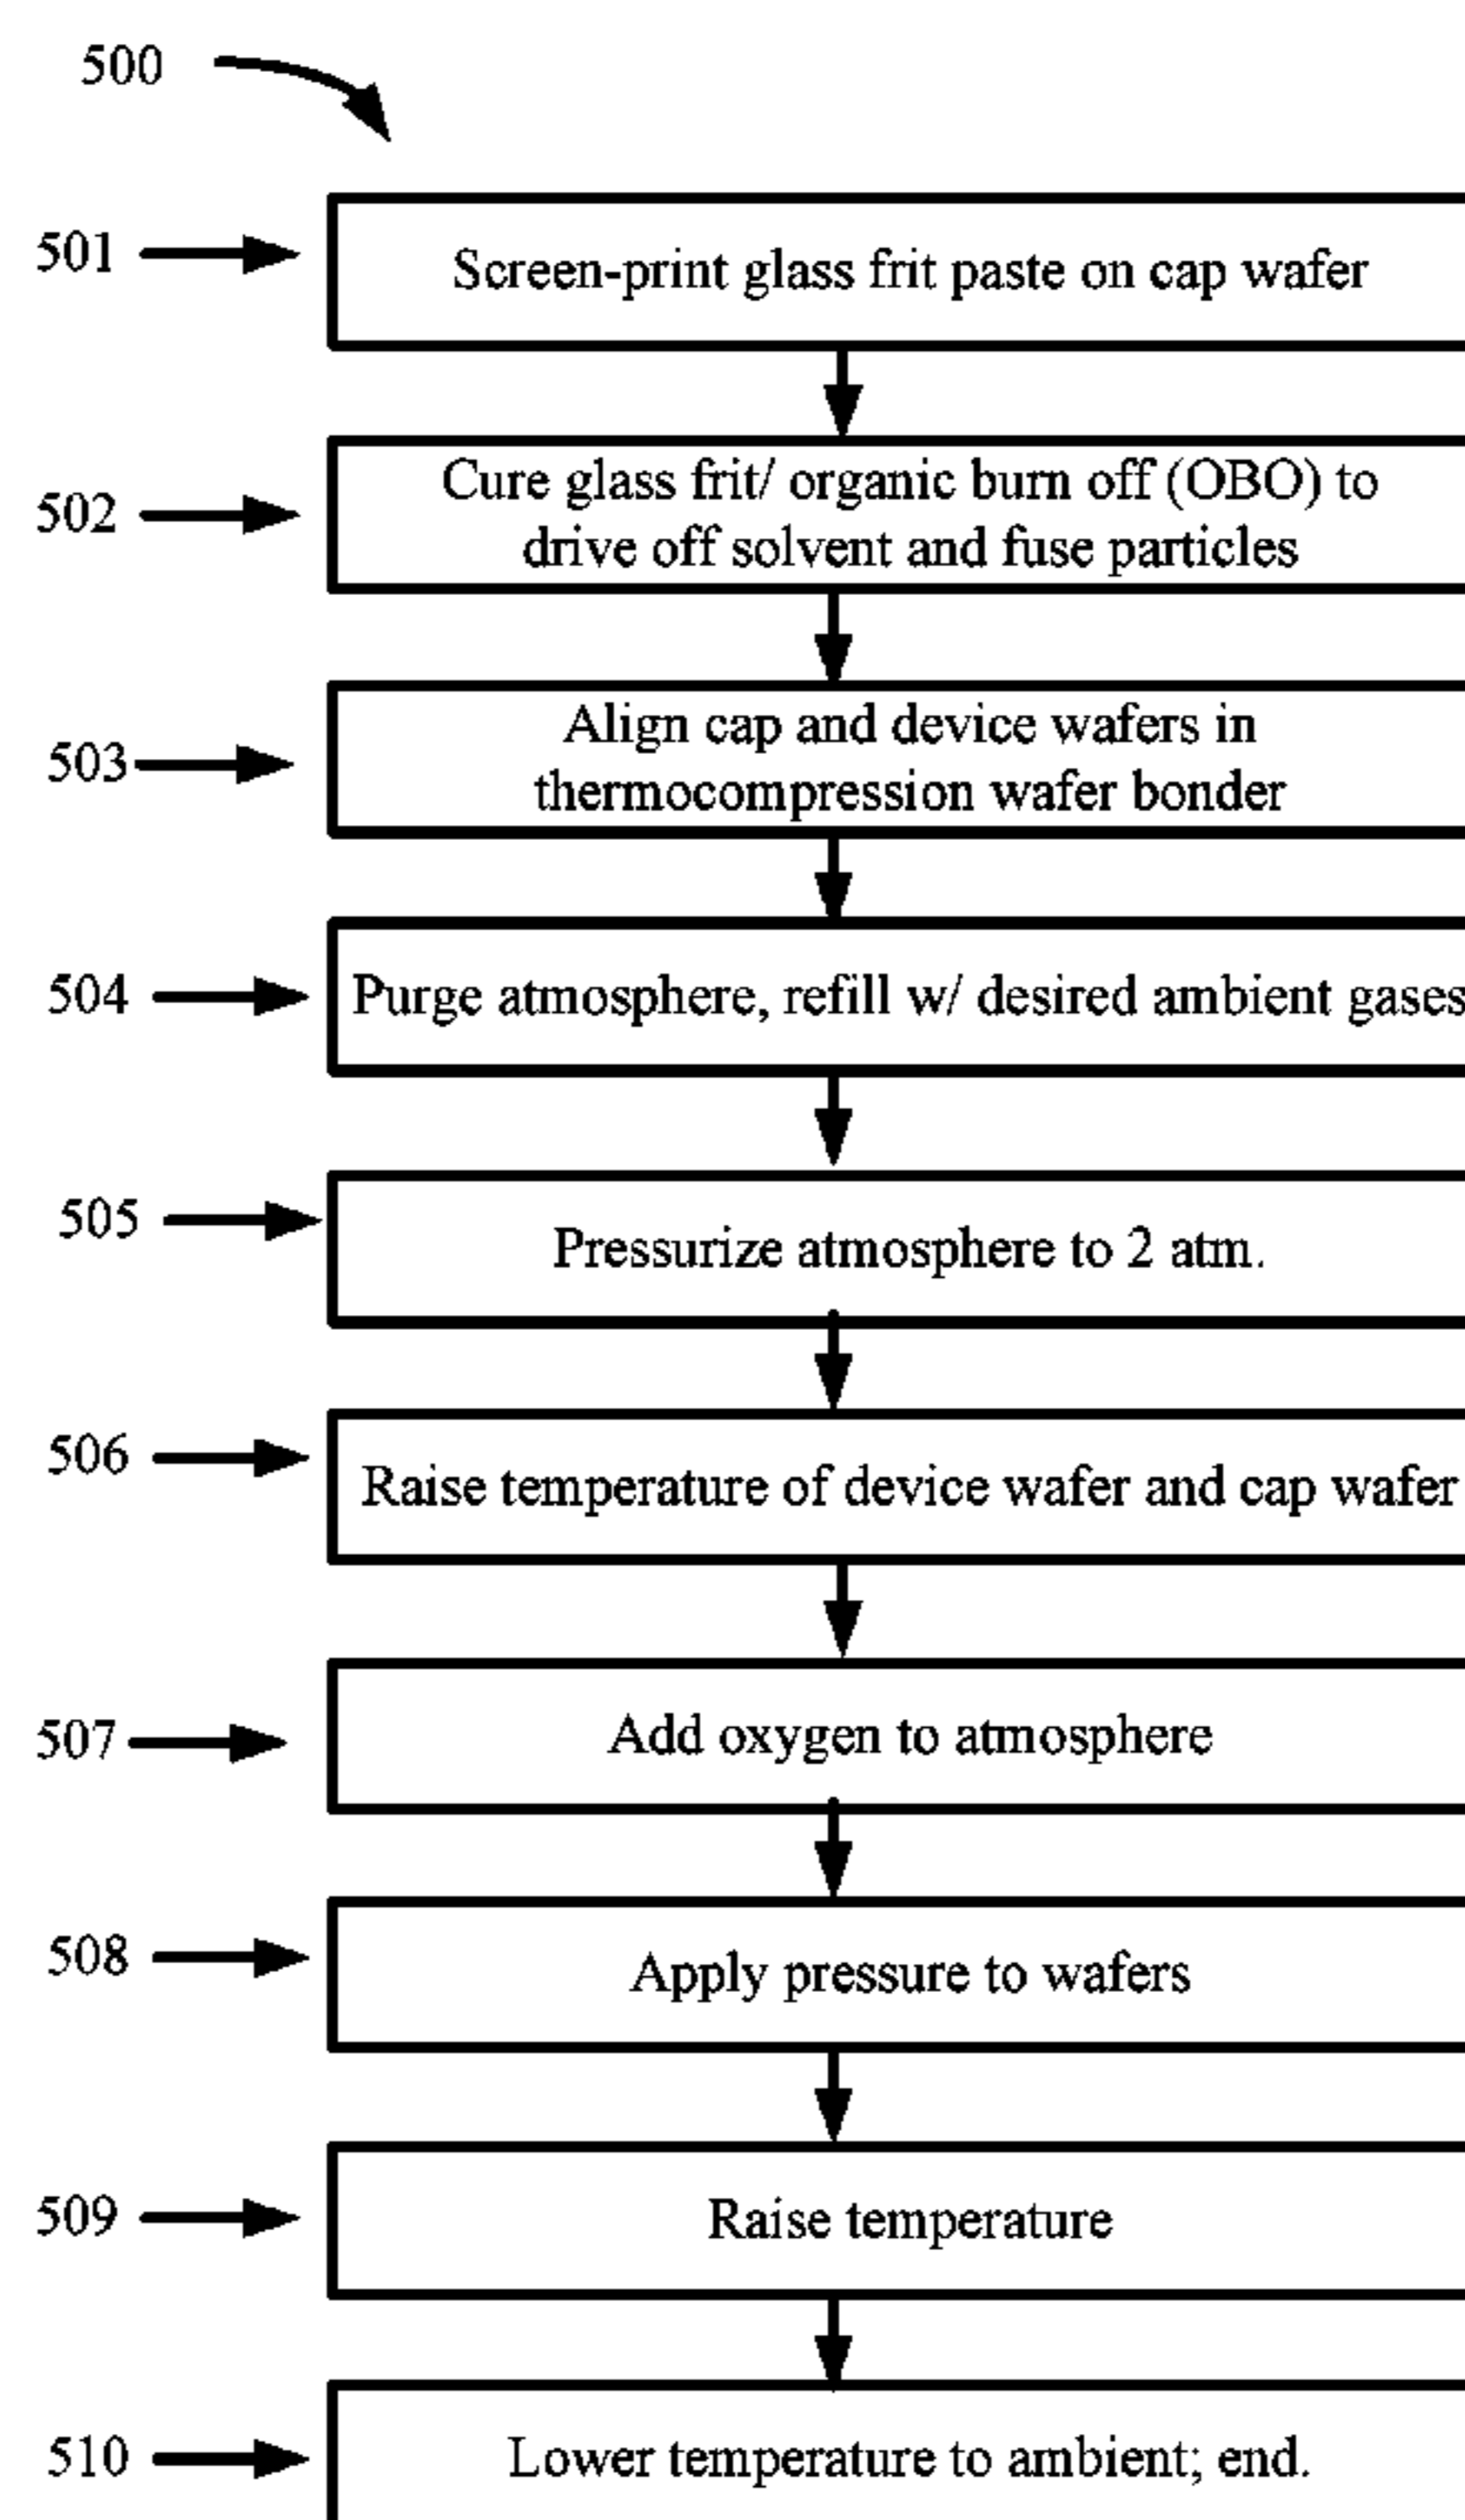 500
501
Screen-print glass frit paste on cap wafer
502
Cure glass frit/ organic burn off (OBO) to
drive off solvent and fuse particles
503
Align cap and device wafers in
thermocompression wafer bonder
504
Purge atmosphere, refill w/ desired ambient gases
505
Pressurize atmosphere to 2 atm.
506
Raise temperature of device wafer and cap wafer
507
Add oxygen to atmosphere
508
Apply pressure to wafers
509
Raise temperature
510
Lower temperature to ambient; end.